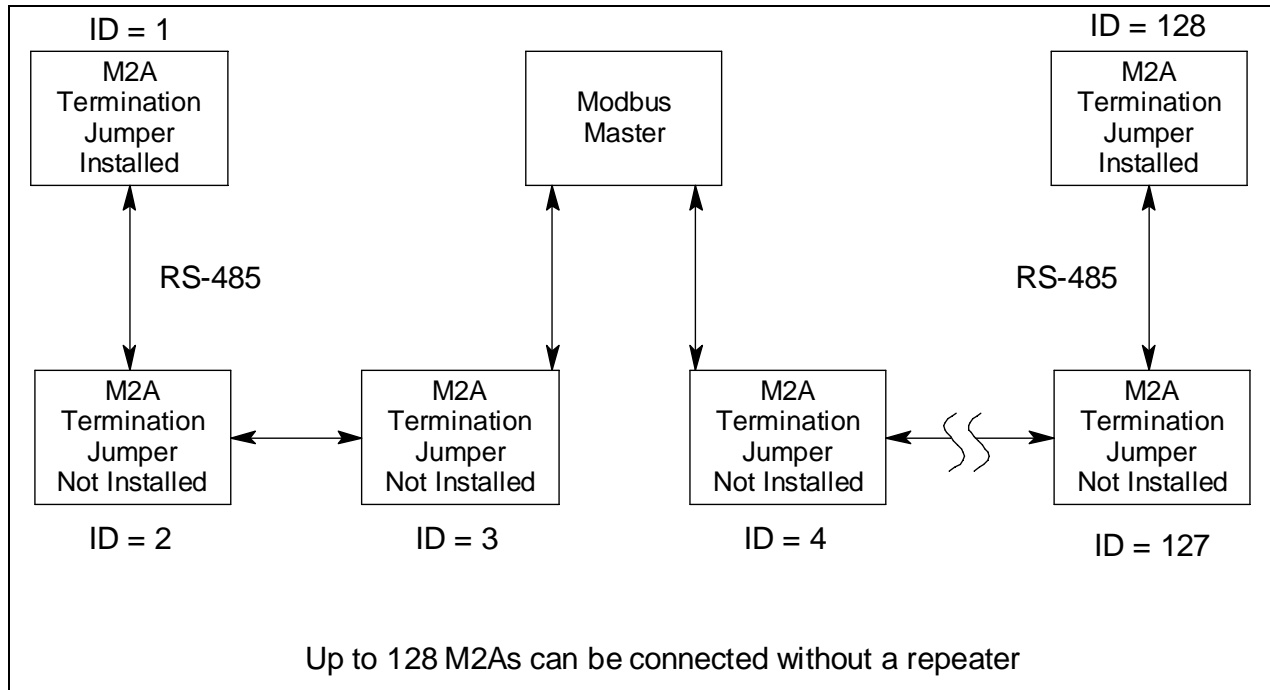 ID = 1
M2A
Termination
Jumper
Installed
Modbus
Master
ID = 128
M2A
Termination
Jumper
Installed
RS-485
RS-485
M2A
Termination
Jumper
Not Installed
ID = 2
M2A
Termination
Jumper
Not Installed
ID = 3
M2A
Termination
Jumper
Not Installed
ID = 4
M2A
Termination
Jumper
Not Installed
ID = 127
Up to 128 M2As can be connected without a repeater